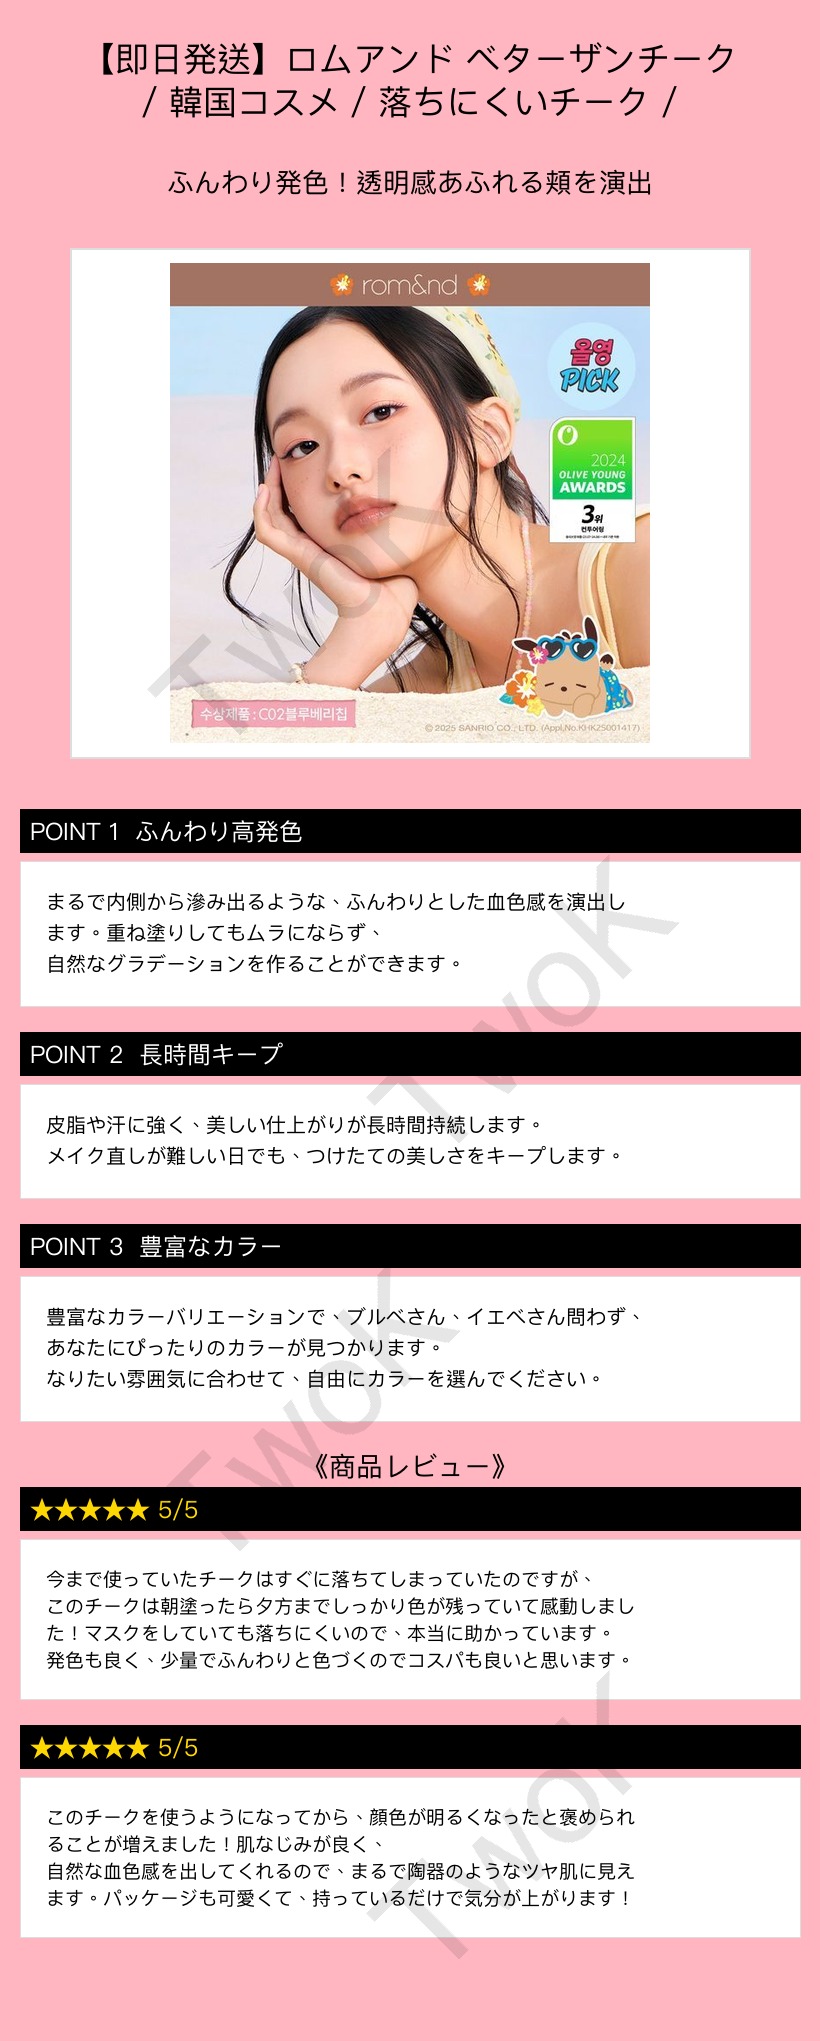 【即日発送】ロムアンド ベターザンチーク
/ 韓国コスメ / 落ちにくいチーク /
ふんわり発色！透明感あふれる頬を演出
rom&nd
올영
PICK
2024
OLIVE YOUNG
AWARDS
3위
컨투어링
수상제품 : C02블루베리칩
© 2025 SANRIO CO., LTD. (Appl.No.KHK25001417)
TwoK
POINT 1 ふんわり高発色
まるで内側から滲み出るような、ふんわりとした血色感を演出し
ます。重ね塗りしてもムラにならず、
自然なグラデーションを作ることができます。
TwoK
POINT 2 長時間キープ
皮脂や汗に強く、美しい仕上がりが長時間持続します。
メイク直しが難しい日でも、つけたての美しさをキープします。
POINT 3 豊富なカラー
豊富なカラーバリエーションで、ブルベさん、イエベさん問わず、
あなたにぴったりのカラーが見つかります。
なりたい雰囲気に合わせて、自由にカラーを選んでください。
TwoK
《商品レビュー》
★★★★★ 5/5
今まで使っていたチークはすぐに落ちてしまっていたのですが、
このチークは朝塗ったら夕方までしっかり色が残っていて感動しまし
た！マスクをしていても落ちにくいので、本当に助かっています。
発色も良く、少量でふんわりと色づくのでコスパも良いと思います。
★★★★★ 5/5
このチークを使うようになってから、顔色が明るくなったと褒められ
ることが増えました！肌なじみが良く、
自然な血色感を出してくれるので、まるで陶器のようなツヤ肌に見え
ます。パッケージも可愛くて、持っているだけで気分が上がります！
TwoK